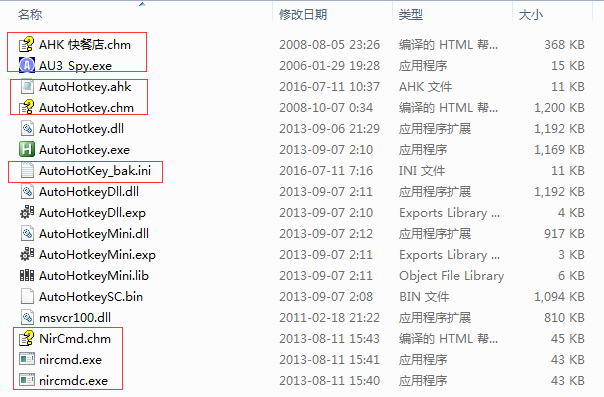 名称 修改日期 类型 大小
AHK 快餐店.chm 2008-08-05 23:26 编译的 HTML 帮... 368 KB
AU3_Spy.exe 2006-01-29 19:28 应用程序 15 KB
AutoHotkey.ahk 2016-07-11 10:37 AHK 文件 11 KB
AutoHotkey.chm 2008-10-07 0:34 编译的 HTML 帮... 1,200 KB
AutoHotkey.dll 2013-09-06 21:29 应用程序扩展 1,192 KB
AutoHotkey.exe 2013-09-07 2:10 应用程序 1,169 KB
AutoHotKey_bak.ini 2016-07-11 7:16 INI 文件 11 KB
AutoHotkeyDll.dll 2013-09-07 2:11 应用程序扩展 1,192 KB
AutoHotkeyDll.exp 2013-09-07 2:10 Exports Library ... 4 KB
AutoHotkeyMini.dll 2013-09-07 2:12 应用程序扩展 917 KB
AutoHotkeyMini.exp 2013-09-07 2:11 Exports Library ... 3 KB
AutoHotkeyMini.lib 2013-09-07 2:11 Object File Library 6 KB
AutoHotkeySC.bin 2013-09-07 2:08 BIN 文件 1,094 KB
msvcr100.dll 2011-02-18 21:22 应用程序扩展 810 KB
NirCmd.chm 2013-08-11 15:43 编译的 HTML 帮... 45 KB
nircmd.exe 2013-08-11 15:41 应用程序 43 KB
nircmdc.exe 2013-08-11 15:40 应用程序 43 KB